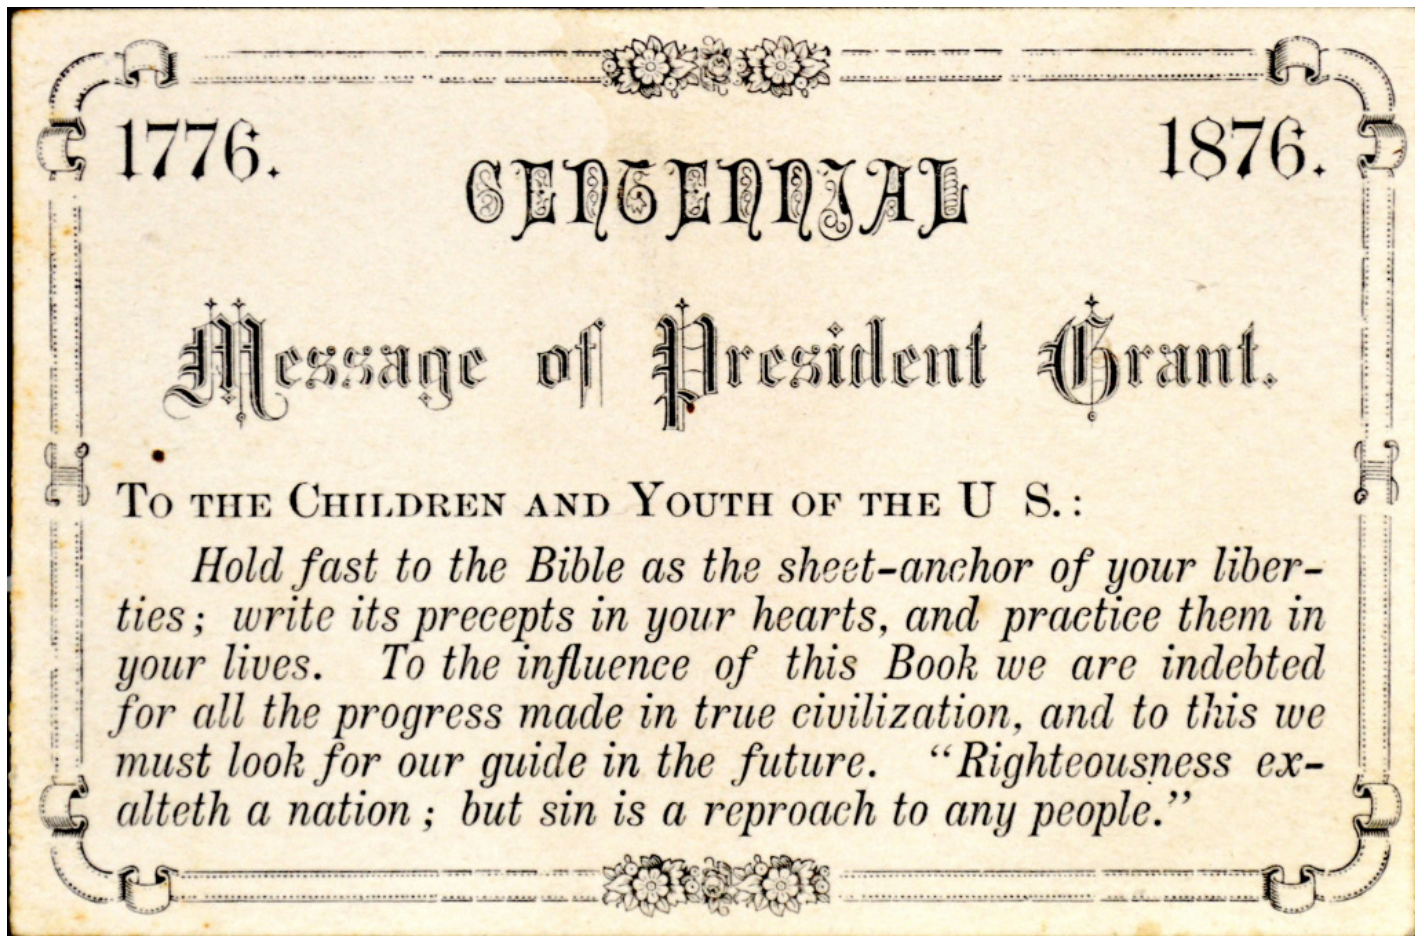 1776.
1876.
CENTENNIAL
Message of President Grant.
TO THE CHILDREN AND YOUTH OF THE U S.:
Hold fast to the Bible as the sheet-anchor of your liber-
ties; write its precepts in your hearts, and practice them in
your lives. To the influence of this Book we are indebted
for all the progress made in true civilization, and to this we
must look for our guide in the future. “Righteousness ex-
alteth a nation; but sin is a reproach to any people.”